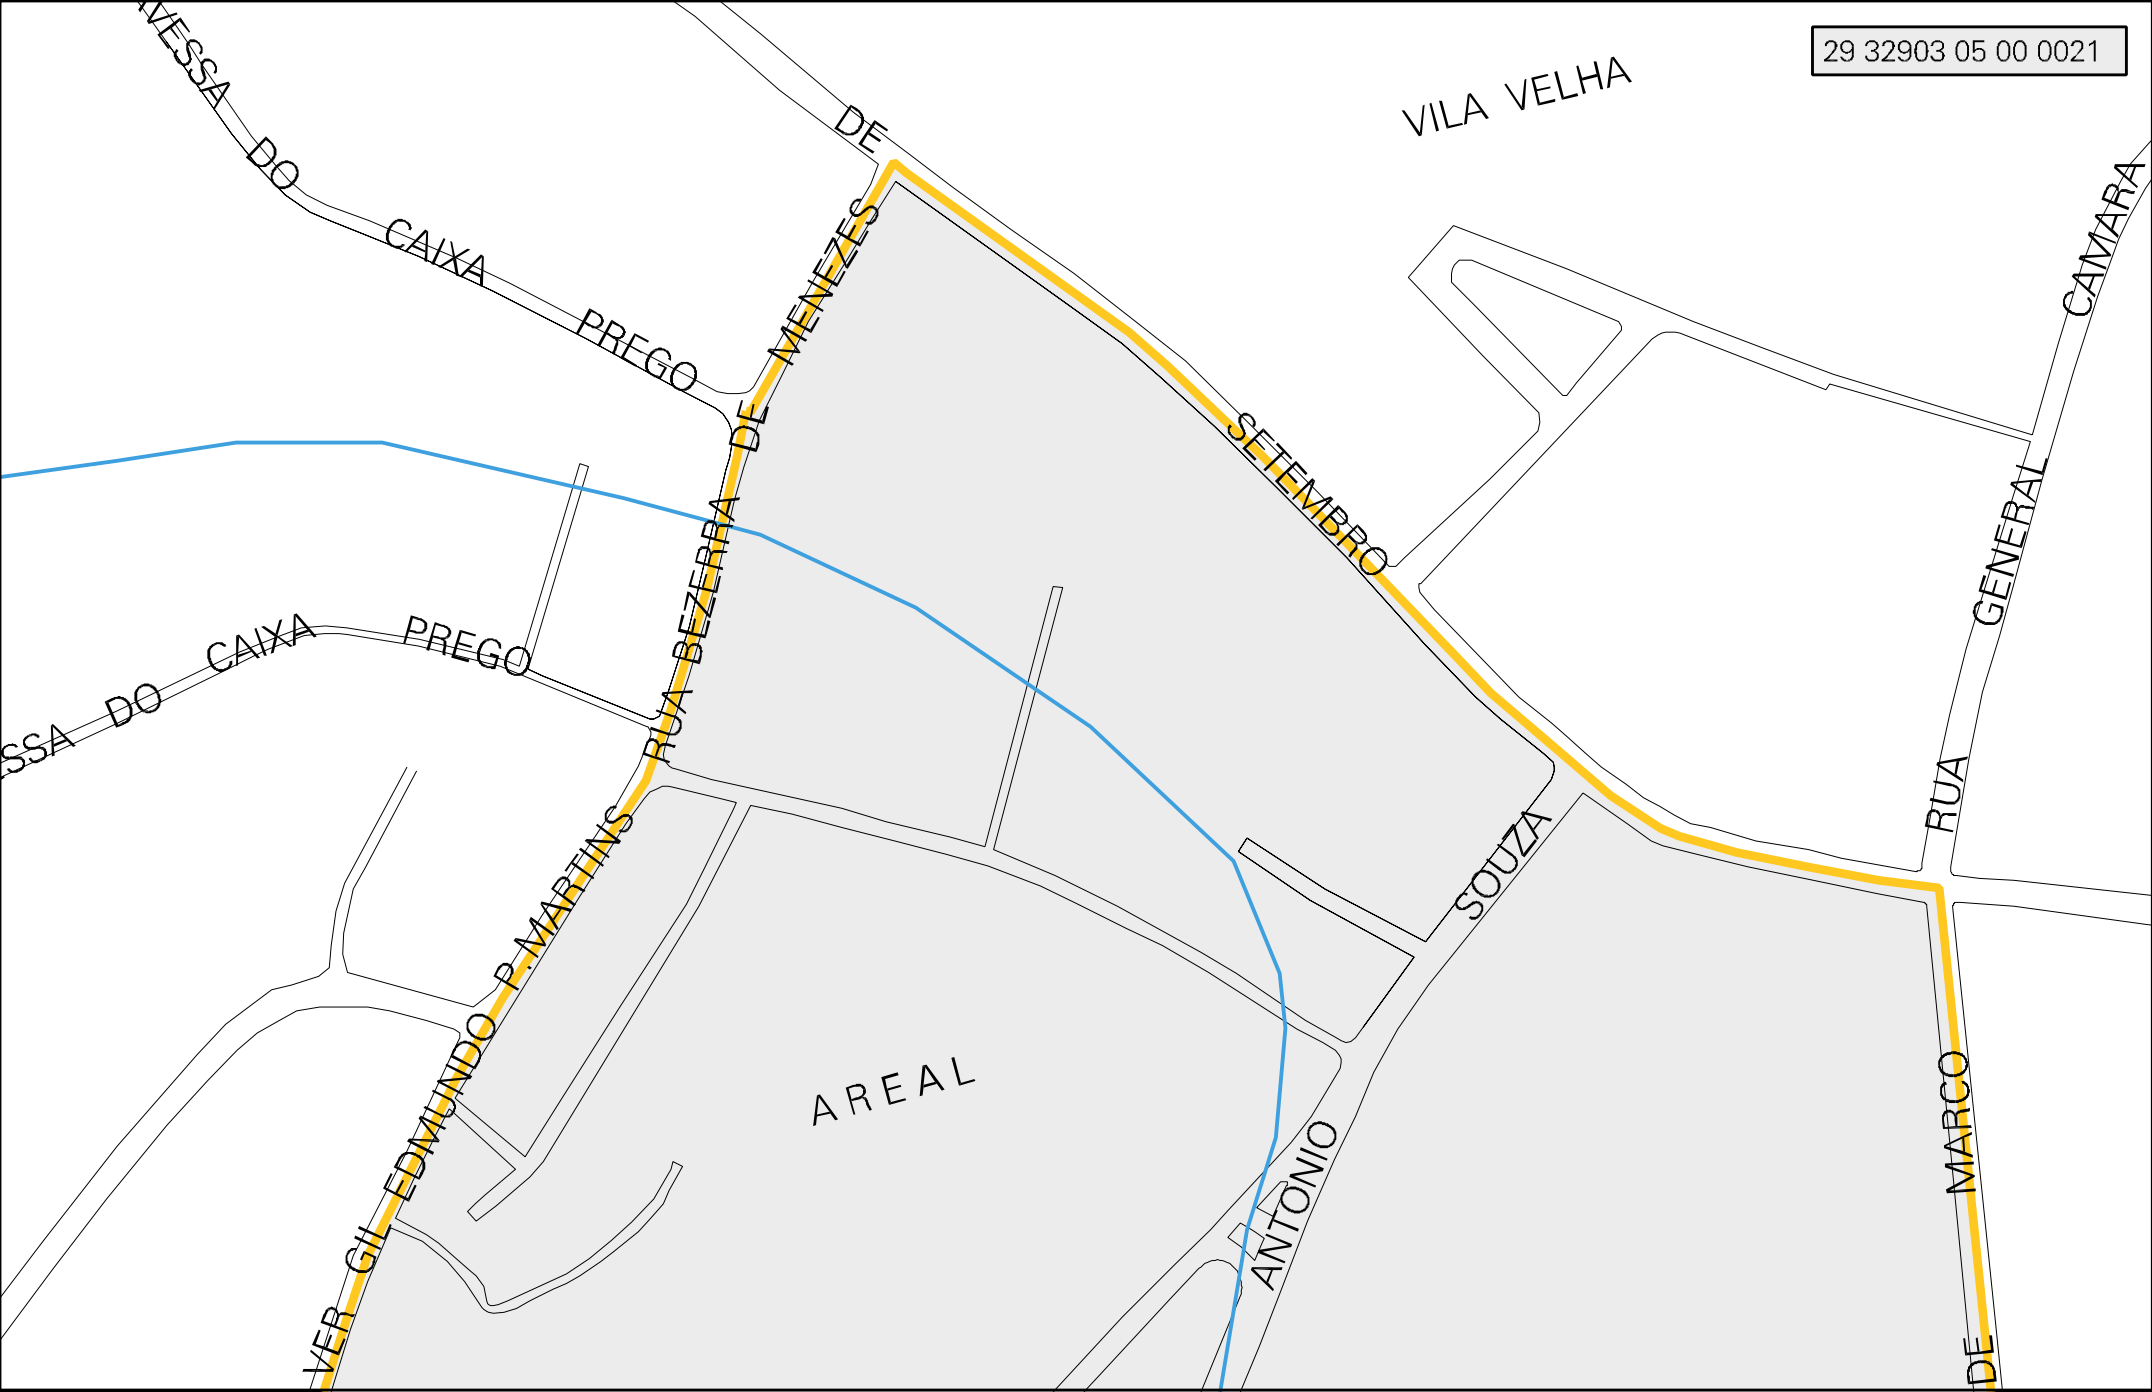 29 32903 05 00 0021
VILA VELHA
DE
SETEMBRO
VESSA DO CAIXA PREGO
RUA GENERAL CAMARA
RUA BEZERRA DE MENEZES
SSA DO CAIXA PREGO
VER GIL EDMUNDO P. MARTINS
ANTONIO SOUZA
AREAL
DE MARCO